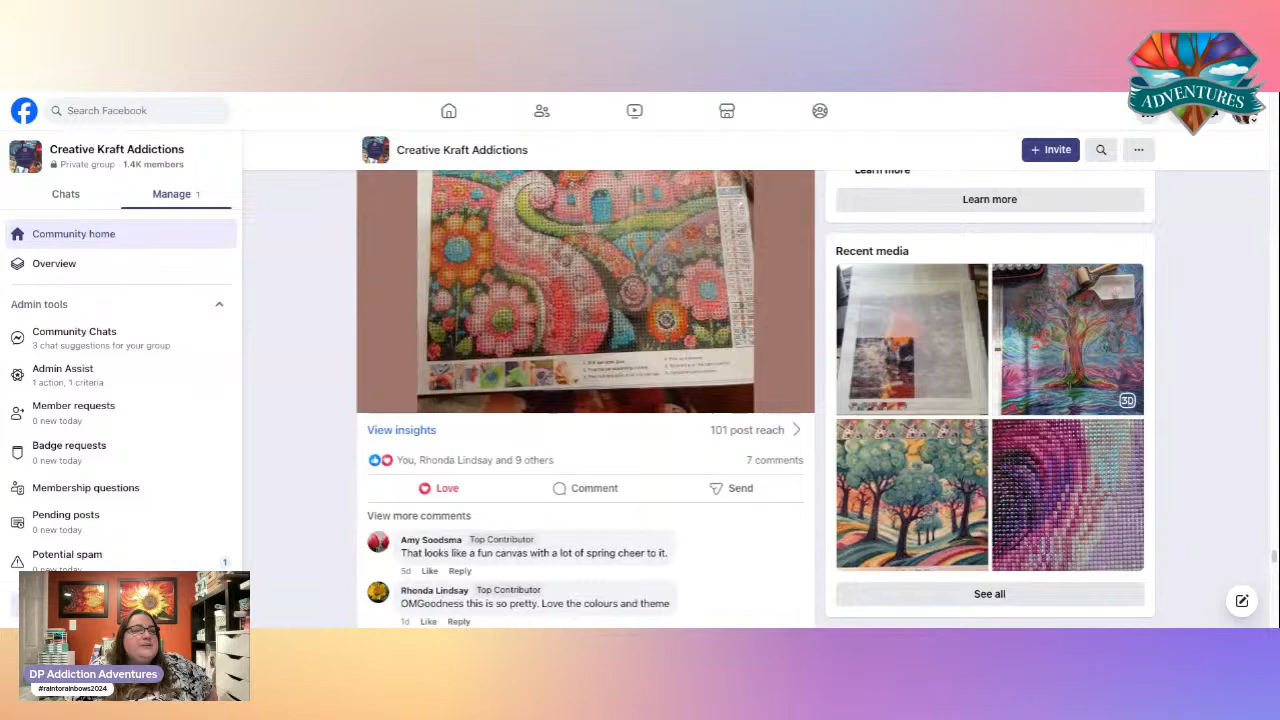 ADVENTURES
Search Facebook
Creative Kraft Addictions
Private group · 1.4K members
Chats
Manage 1
Community home
Overview
Admin tools
Community Chats
3 chat suggestions for your group
Admin Assist
1 action, 1 criteria
Member requests
0 new today
Badge requests
0 new today
Membership questions
Pending posts
0 new today
Potential spam
1
DP Addiction Adventures
#raintorainbows2024
Creative Kraft Addictions
+ Invite
View insights
101 post reach
You, Rhonda Lindsay and 9 others
7 comments
Love
Comment
Send
View more comments
Amy Soodsma Top Contributor
That looks like a fun canvas with a lot of spring cheer to it.
5d Like Reply
Rhonda Lindsay Top Contributor
OMGoodness this is so pretty. Love the colours and theme
1d Like Reply
Learn more
Learn more
Recent media
3D
See all